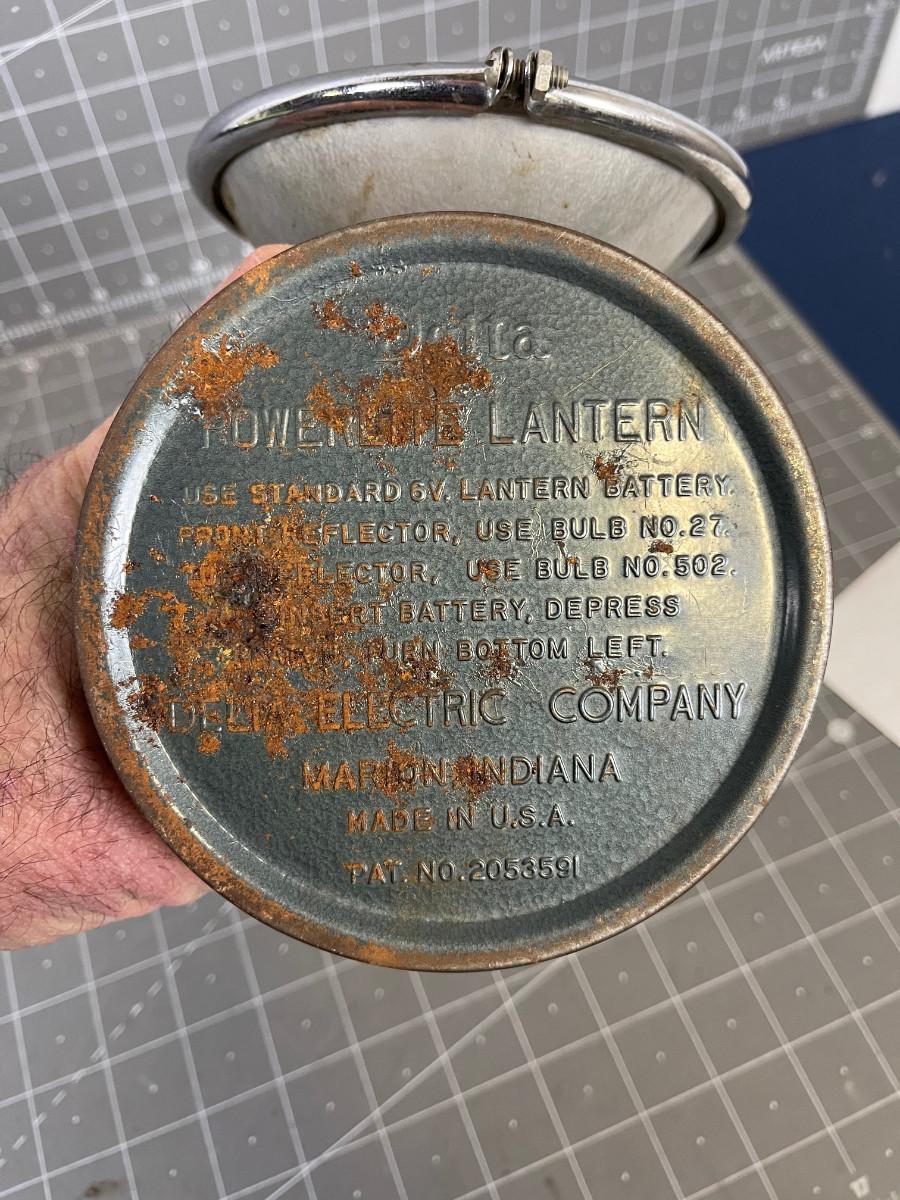 Delta
POWERLITE LANTERN
USE STANDARD 6V. LANTERN BATTERY.
FRONT REFLECTOR, USE BULB NO.27.
REFLECTOR, USE BULB NO.502.
INSERT BATTERY, DEPRESS
TURN BOTTOM LEFT.
DELTA ELECTRIC COMPANY
MARION INDIANA
MADE IN U.S.A.
PAT. NO.2053591